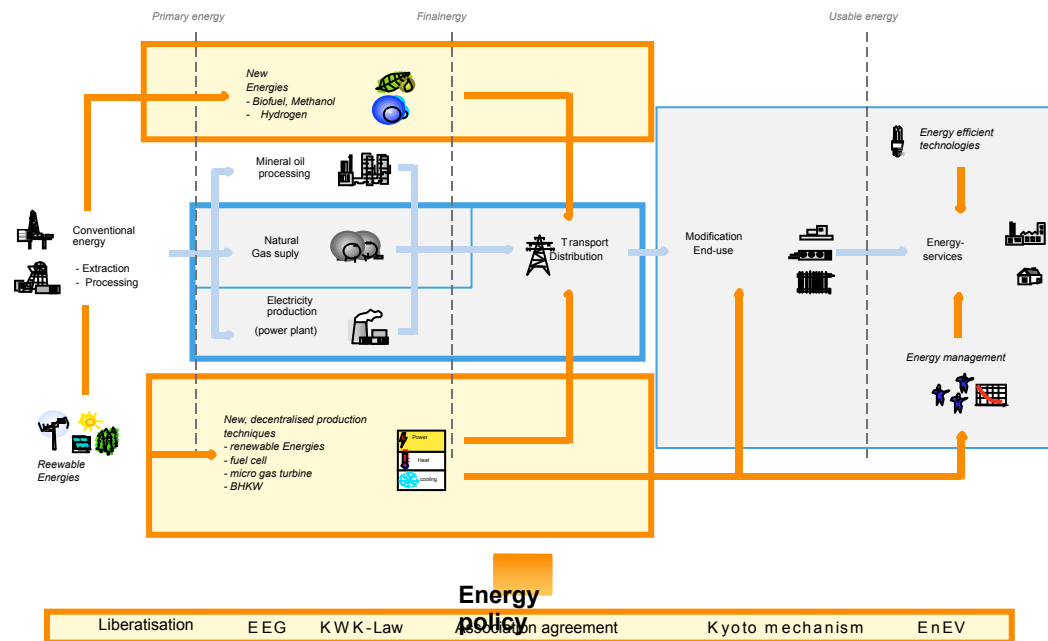 Primary energy
Finalnergy
Usable energy
New
Energies
- Biofuel, Methanol
- Hydrogen
Energy efficient
technologies
Mineral oil
processing
Conventional
energy
- Extraction
- Processing
Natural
Gas suply
Transport
Distribution
Modification
End-use
Energy-
services
Electricity
production
(power plant)
Energy management
Reewable
Energies
New, decentralised production
techniques
- renewable Energies
- fuel cell
- micro gas turbine
- BHKW
Power
Heat
cooling
Energy
policy
Liberatisation EEG KWK-Law Association agreement Kyoto mechanism EnEV